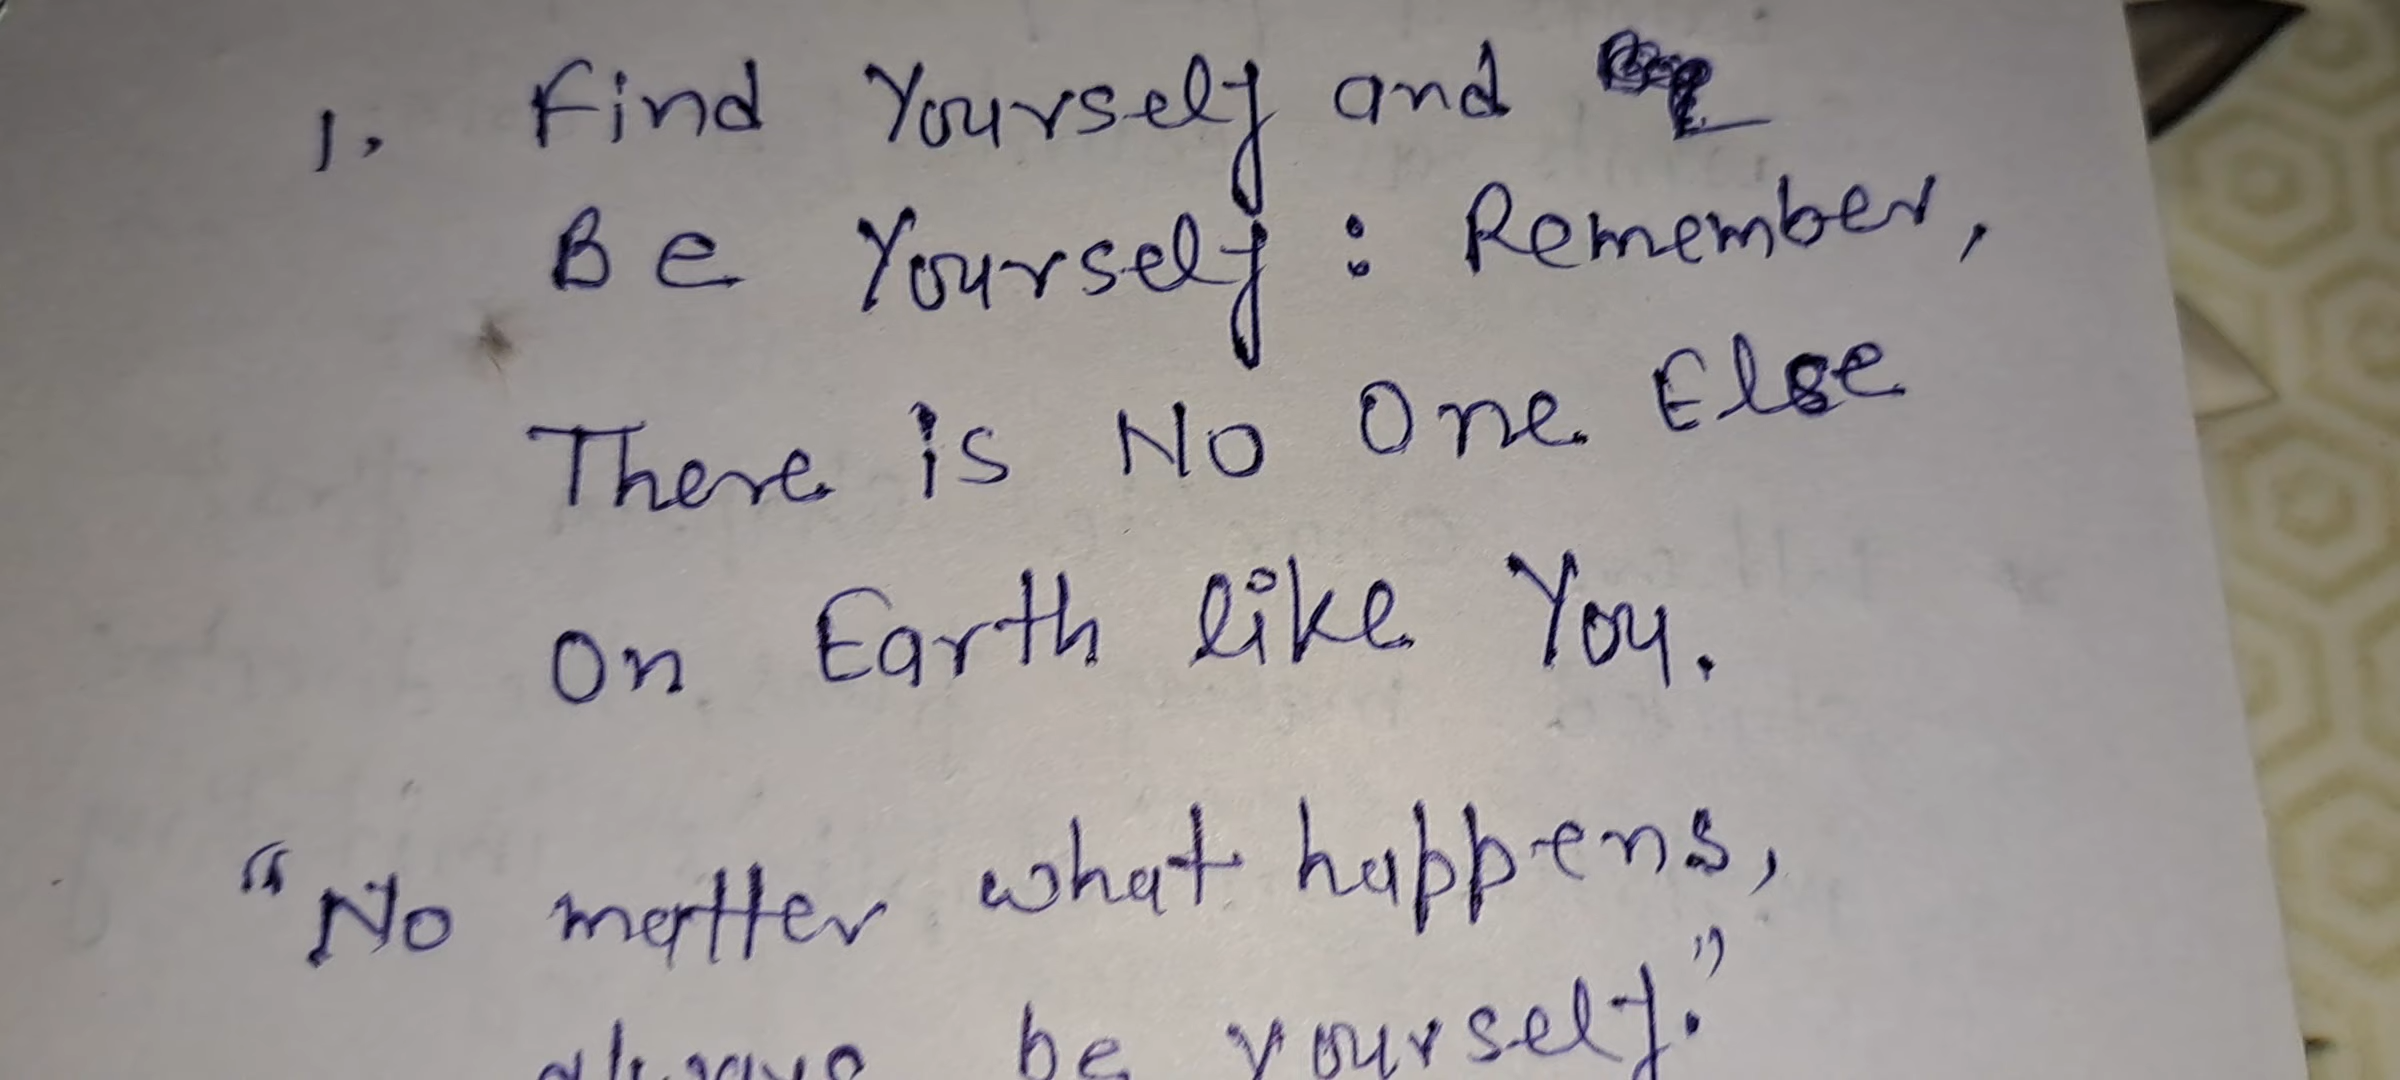 1. Find Yourself and
Be Yourself : Remember,
There is No One Else
On Earth like You.
"No matter what happens,
always be yourself."